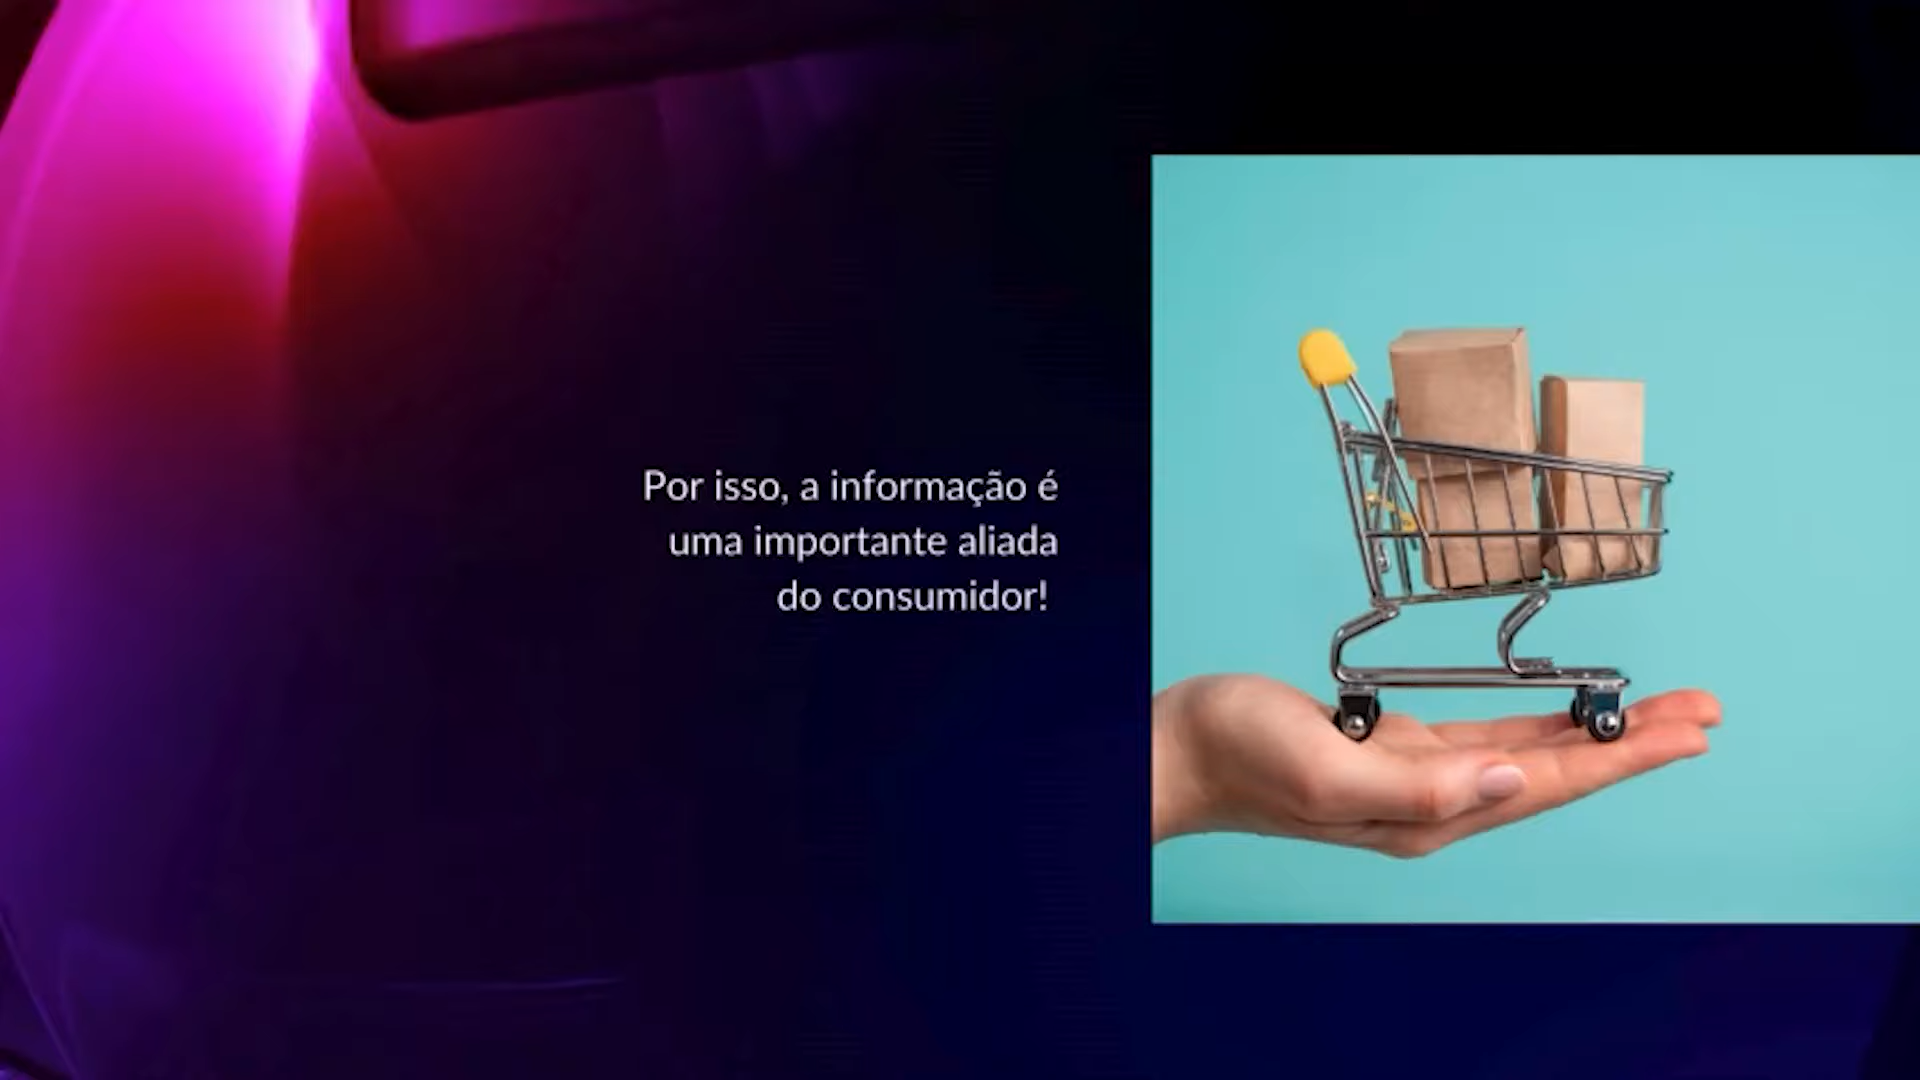 Por isso, a informação é
uma importante aliada
do consumidor!